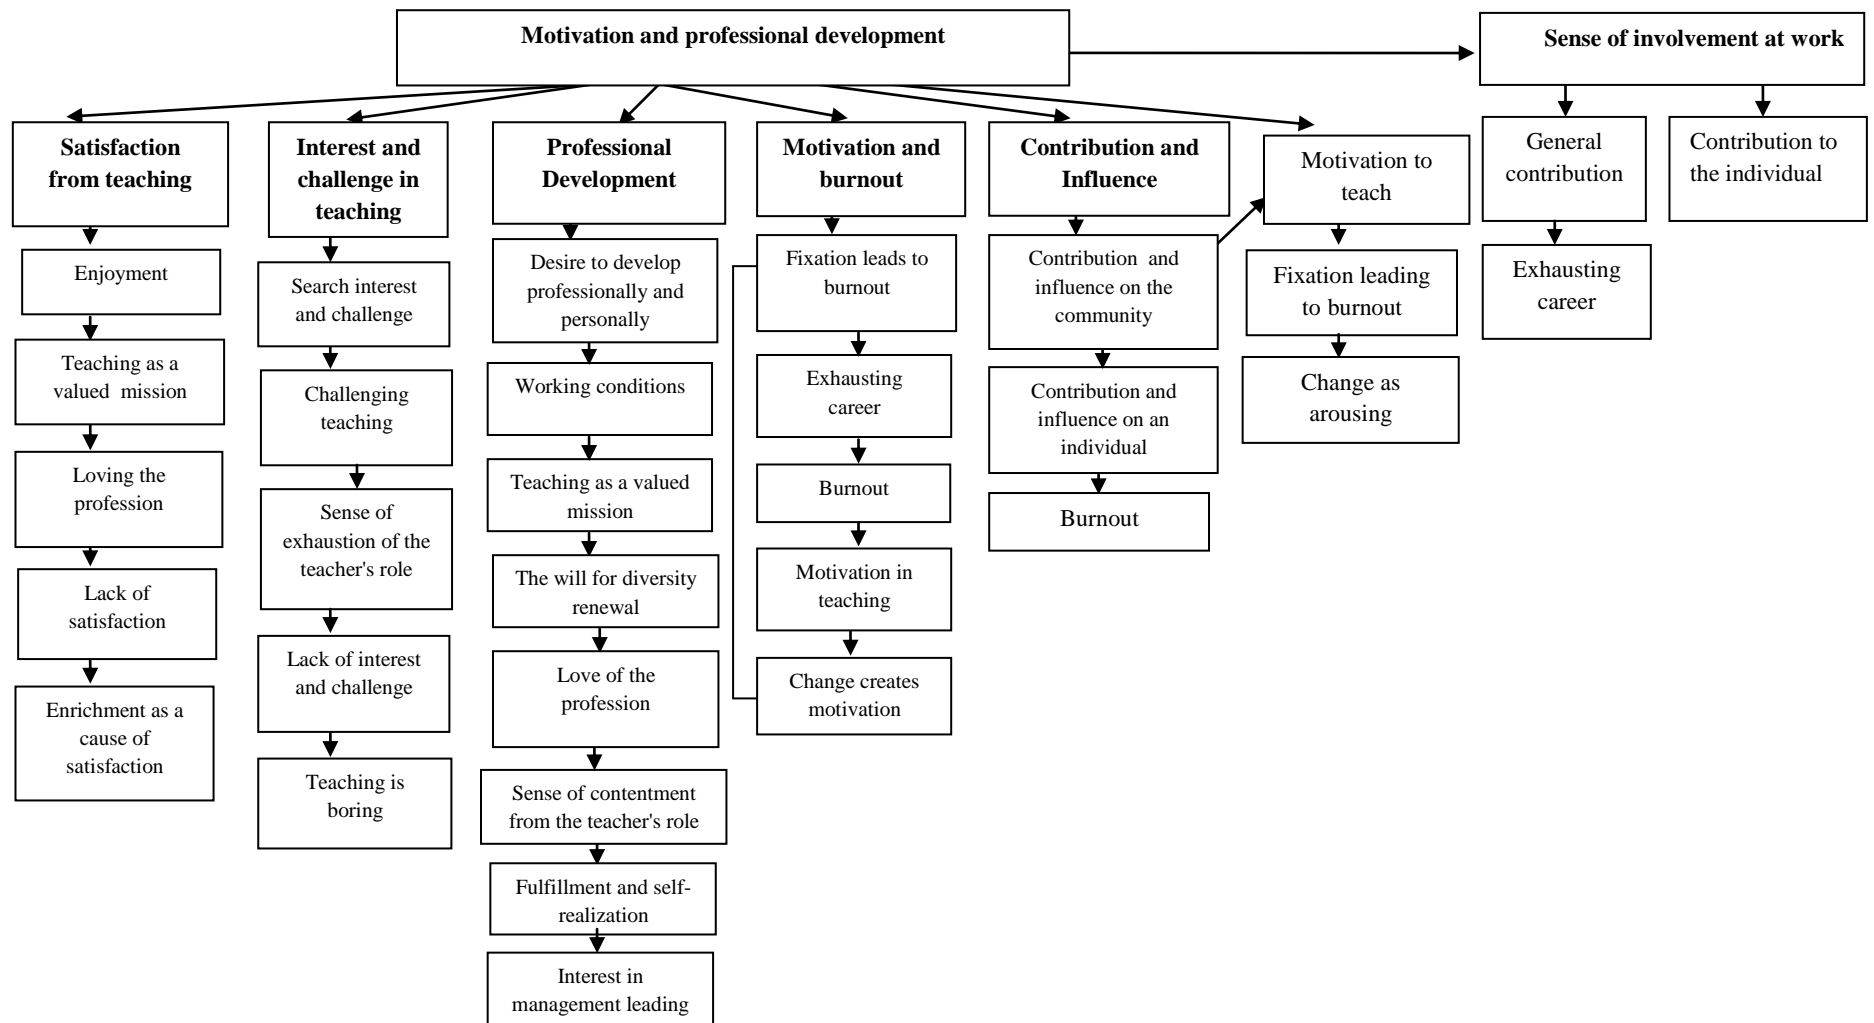 Motivation and professional development
Sense of involvement at work
Satisfaction
from teaching
Enjoyment
Teaching as a
valued mission
Loving the
profession
Lack of
satisfaction
Enrichment as a
cause of
satisfaction
Interest and
challenge in
teaching
Search interest
and challenge
Challenging
teaching
Sense of
exhaustion of the
teacher's role
Lack of interest
and challenge
Teaching is
boring
Professional
Development
Desire to develop
professionally and
personally
Working conditions
Teaching as a valued
mission
The will for diversity
renewal
Love of the
profession
Sense of contentment
from the teacher's role
Fulfillment and self-
realization
Interest in
management leading
Motivation and
burnout
Fixation leads to
burnout
Exhausting
career
Burnout
Motivation in
teaching
Change creates
motivation
Contribution and
Influence
Contribution and
influence on the
community
Contribution and
influence on an
individual
Burnout
Motivation to
teach
Fixation leading
to burnout
Change as
arousing
General
contribution
Exhausting
career
Contribution to
the individual